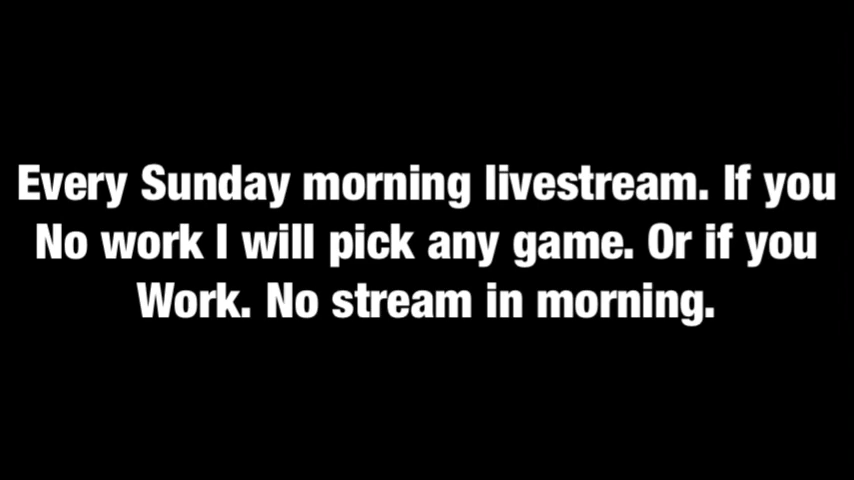 Every Sunday morning livestream. If you
No work I will pick any game. Or if you
Work. No stream in morning.